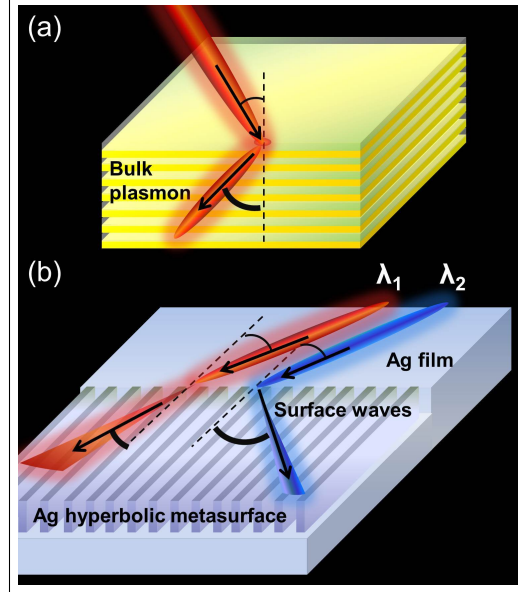 (a)
Bulk
plasmon
(b)
λ1 λ2
Ag film
Surface waves
Ag hyperbolic metasurface